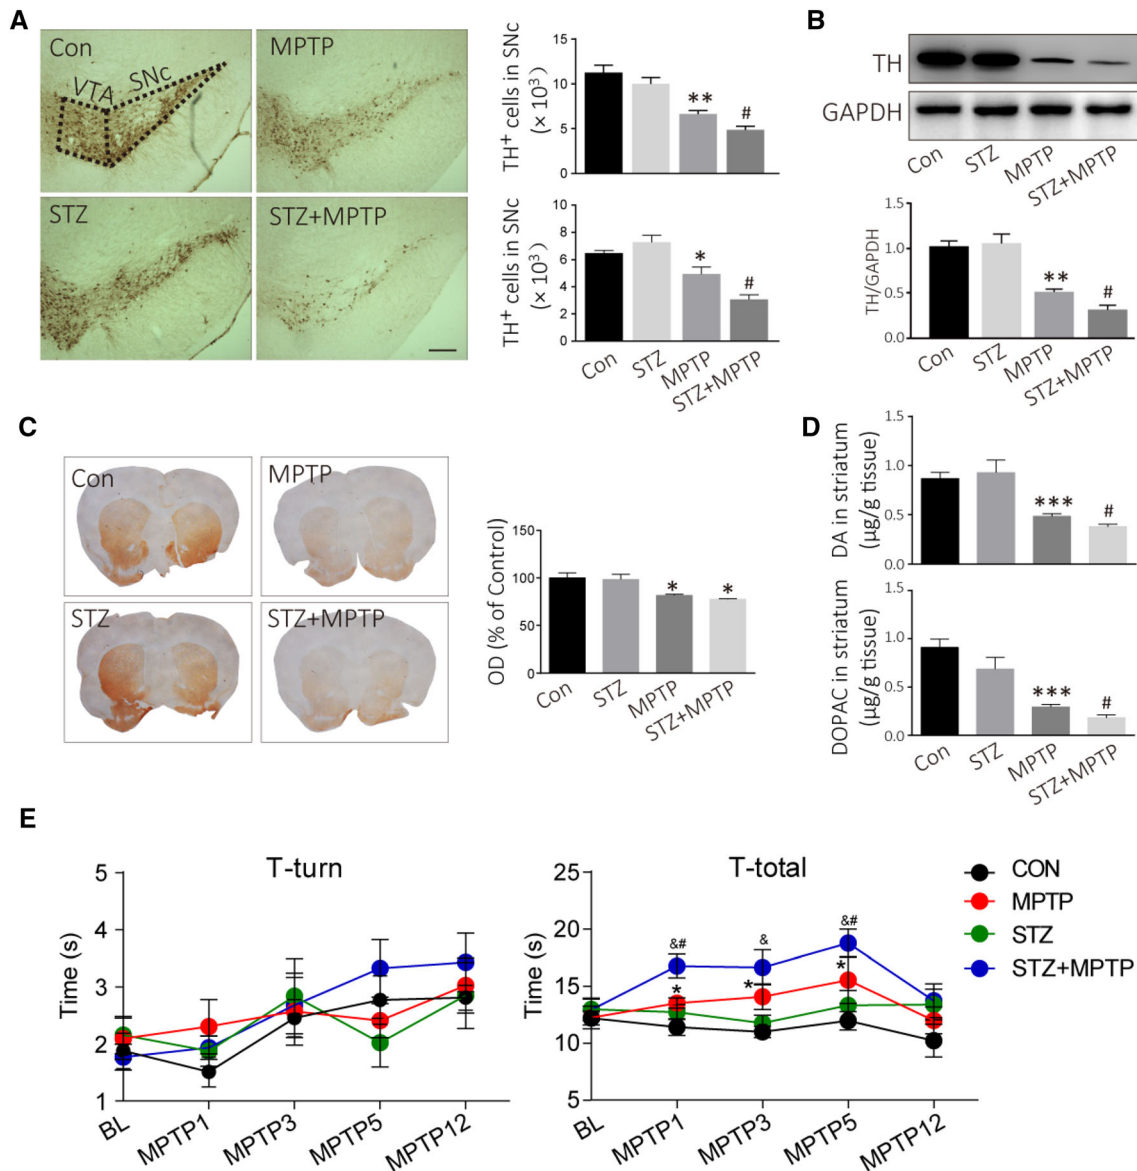 A
Con
VTA
SNc
MPTP
STZ
STZ+MPTP
TH⁺ cells in SNc
(× 10³)
15
10
5
0
**
#
TH⁺ cells in SNc
(× 10³)
8
6
4
2
0
*
#
Con
STZ
MPTP
STZ+MPTP
B
TH
GAPDH
Con
STZ
MPTP
STZ+MPTP
TH/GAPDH
1.5
1.0
0.5
0.0
**
#
Con
STZ
MPTP
STZ+MPTP
C
Con
MPTP
STZ
STZ+MPTP
OD (% of Control)
150
100
50
0
*
*
Con
STZ
MPTP
STZ+MPTP
D
DA in striatum
(µg/g tissue)
1.5
1.0
0.5
0.0
***
#
DOPAC in striatum
(µg/g tissue)
1.5
1.0
0.5
0.0
***
#
Con
STZ
MPTP
STZ+MPTP
E
T-turn
Time (s)
5
4
3
2
1
BL
MPTP1
MPTP3
MPTP5
MPTP12
T-total
Time (s)
25
20
15
10
5
&#
&
&#
*
*
*
BL
MPTP1
MPTP3
MPTP5
MPTP12
CON
MPTP
STZ
STZ+MPTP